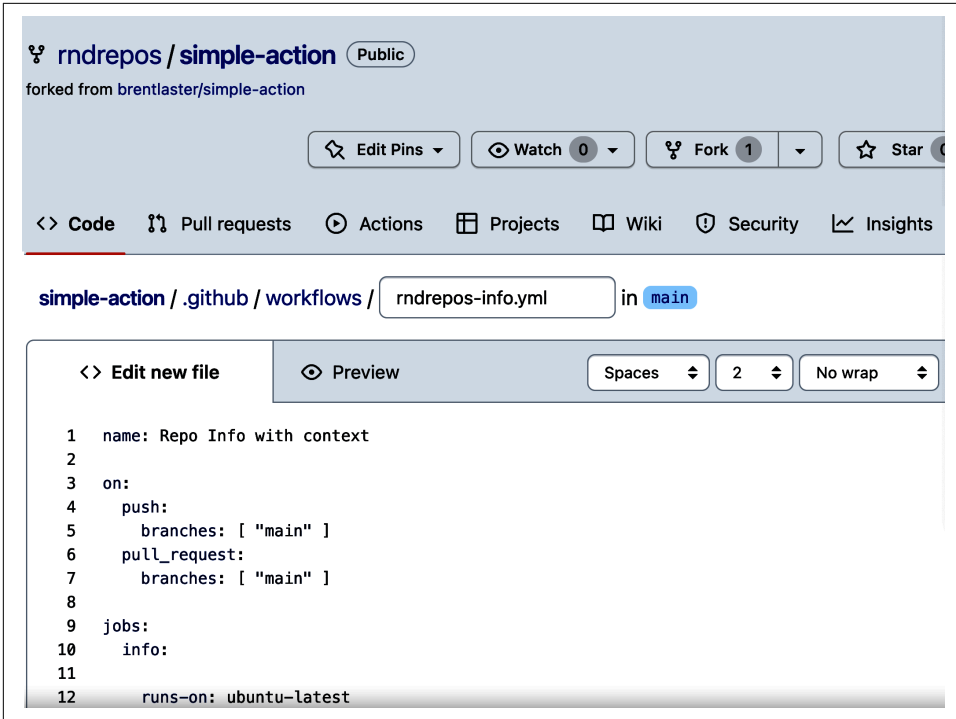 rndrepos / simple-action Public
forked from brentlaster/simple-action
Edit Pins Watch 0 Fork 1 Star
Code Pull requests Actions Projects Wiki Security Insights
simple-action / .github / workflows / rndrepos-info.yml in main
Edit new file Preview Spaces 2 No wrap
1 name: Repo Info with context
2
3 on:
4   push:
5     branches: [ "main" ]
6   pull_request:
7     branches: [ "main" ]
8
9 jobs:
10   info:
11
12     runs-on: ubuntu-latest